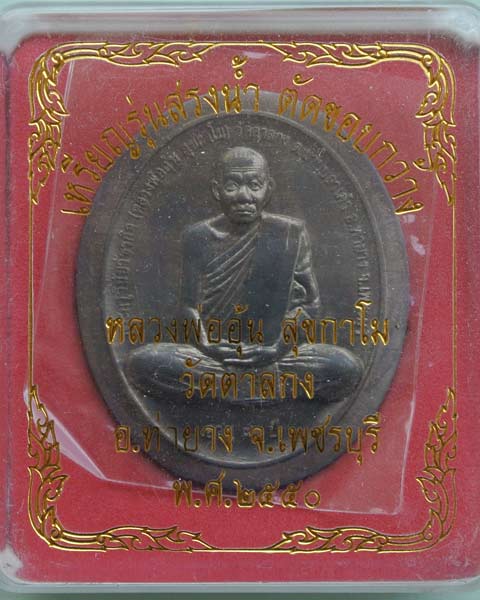 เหรียญรุ่นสรงน้ำ ตัดขอบกวาง
หลวงพ่ออุ้น สุขกาโม
วัดตาลกง
อ.ท่ายาง จ.เพชรบุรี
พ.ศ.๒๕๕๐